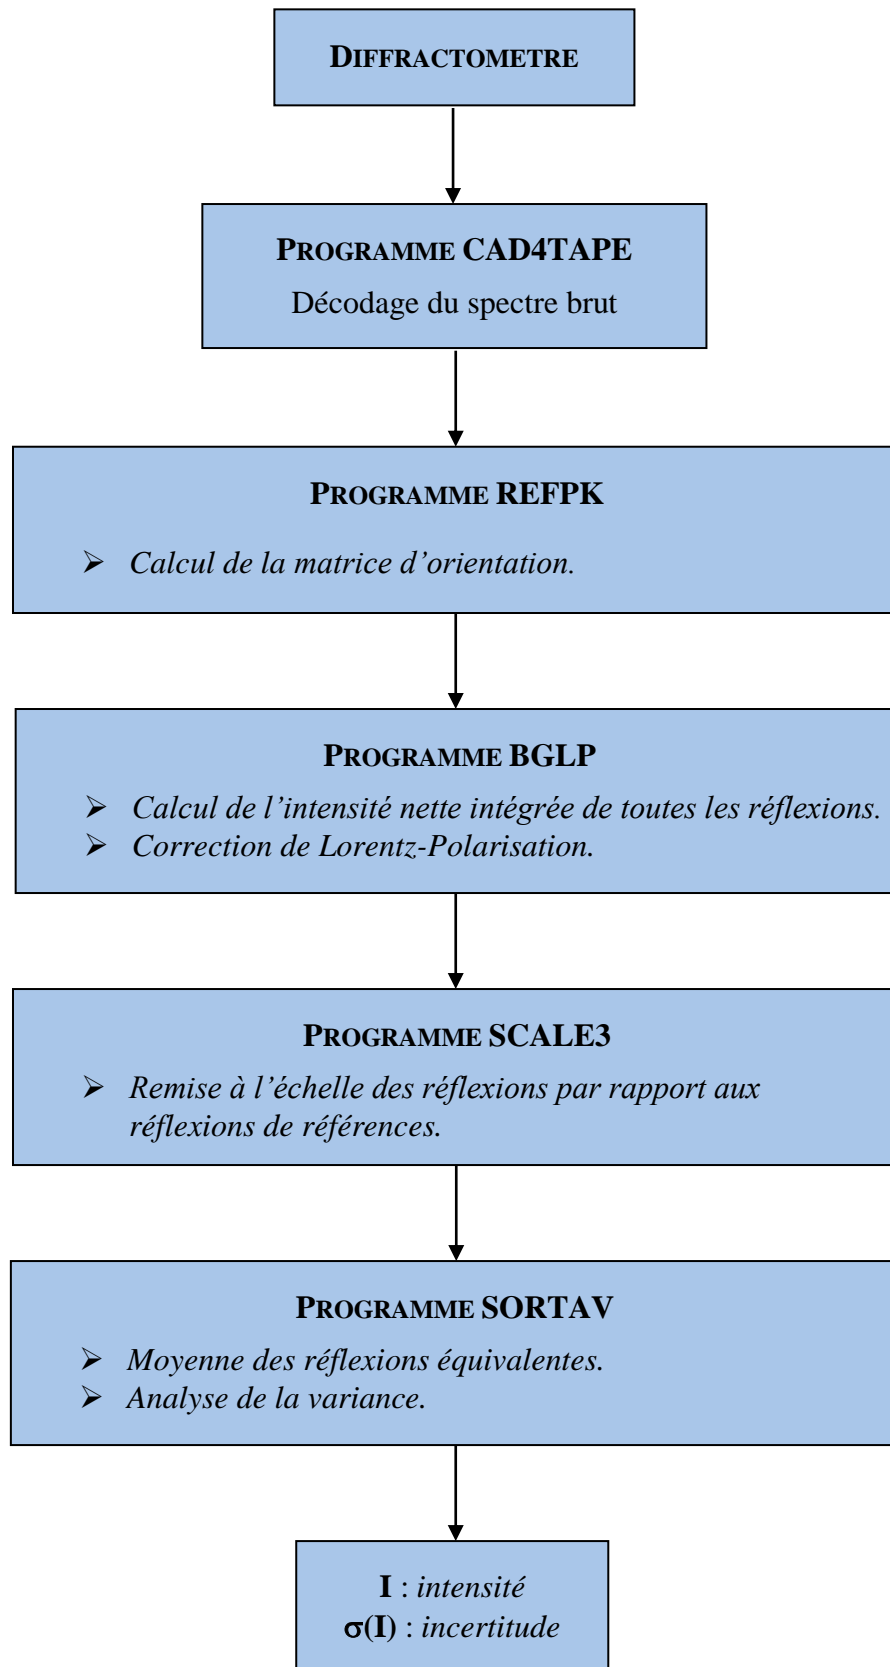 DIFFRACTOMETRE
PROGRAMME CAD4TAPE
Décodage du spectre brut
PROGRAMME REFPK
➢ Calcul de la matrice d’orientation.
PROGRAMME BGLP
➢ Calcul de l’intensité nette intégrée de toutes les réflexions.
➢ Correction de Lorentz-Polarisation.
PROGRAMME SCALE3
➢ Remise à l’échelle des réflexions par rapport aux
réflexions de références.
PROGRAMME SORTAV
➢ Moyenne des réflexions équivalentes.
➢ Analyse de la variance.
I : intensité
σ(I) : incertitude